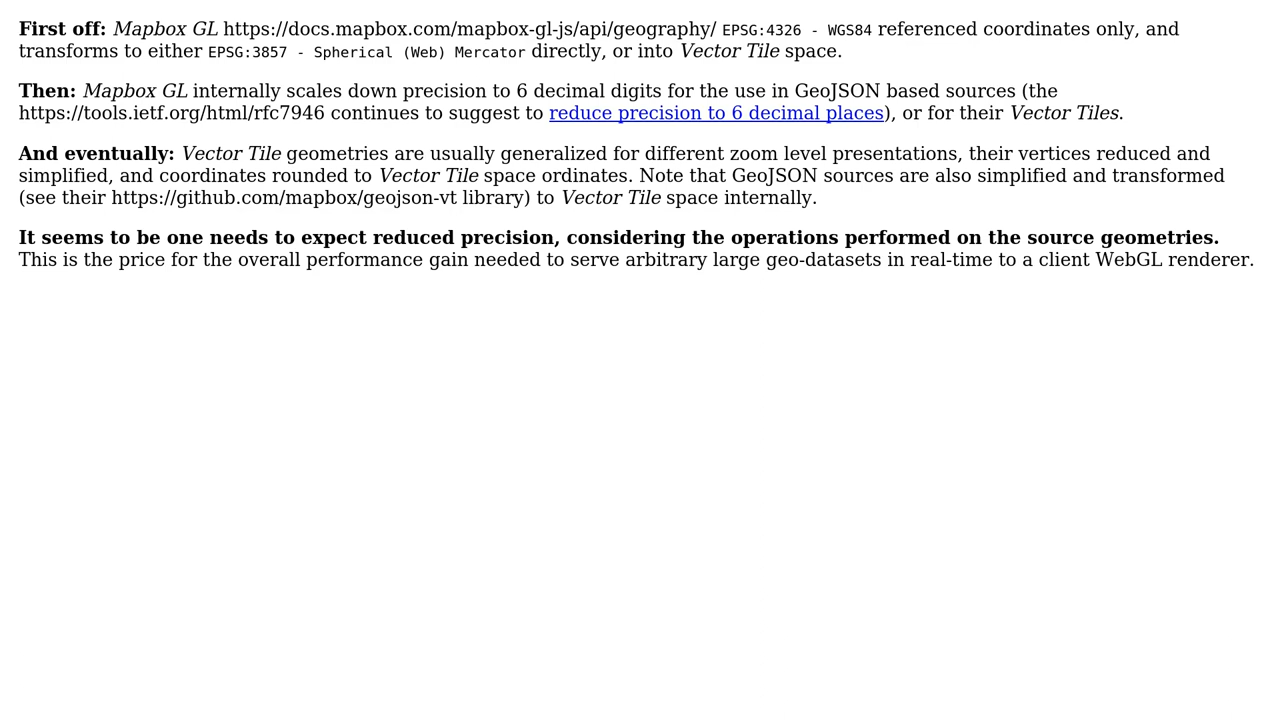 First off: Mapbox GL https://docs.mapbox.com/mapbox-gl-js/api/geography/ EPSG:4326 - WGS84 referenced coordinates only, and
transforms to either EPSG:3857 - Spherical (Web) Mercator directly, or into Vector Tile space.
Then: Mapbox GL internally scales down precision to 6 decimal digits for the use in GeoJSON based sources (the
https://tools.ietf.org/html/rfc7946 continues to suggest to reduce precision to 6 decimal places), or for their Vector Tiles.
And eventually: Vector Tile geometries are usually generalized for different zoom level presentations, their vertices reduced and
simplified, and coordinates rounded to Vector Tile space ordinates. Note that GeoJSON sources are also simplified and transformed
(see their https://github.com/mapbox/geojson-vt library) to Vector Tile space internally.
It seems to be one needs to expect reduced precision, considering the operations performed on the source geometries.
This is the price for the overall performance gain needed to serve arbitrary large geo-datasets in real-time to a client WebGL renderer.